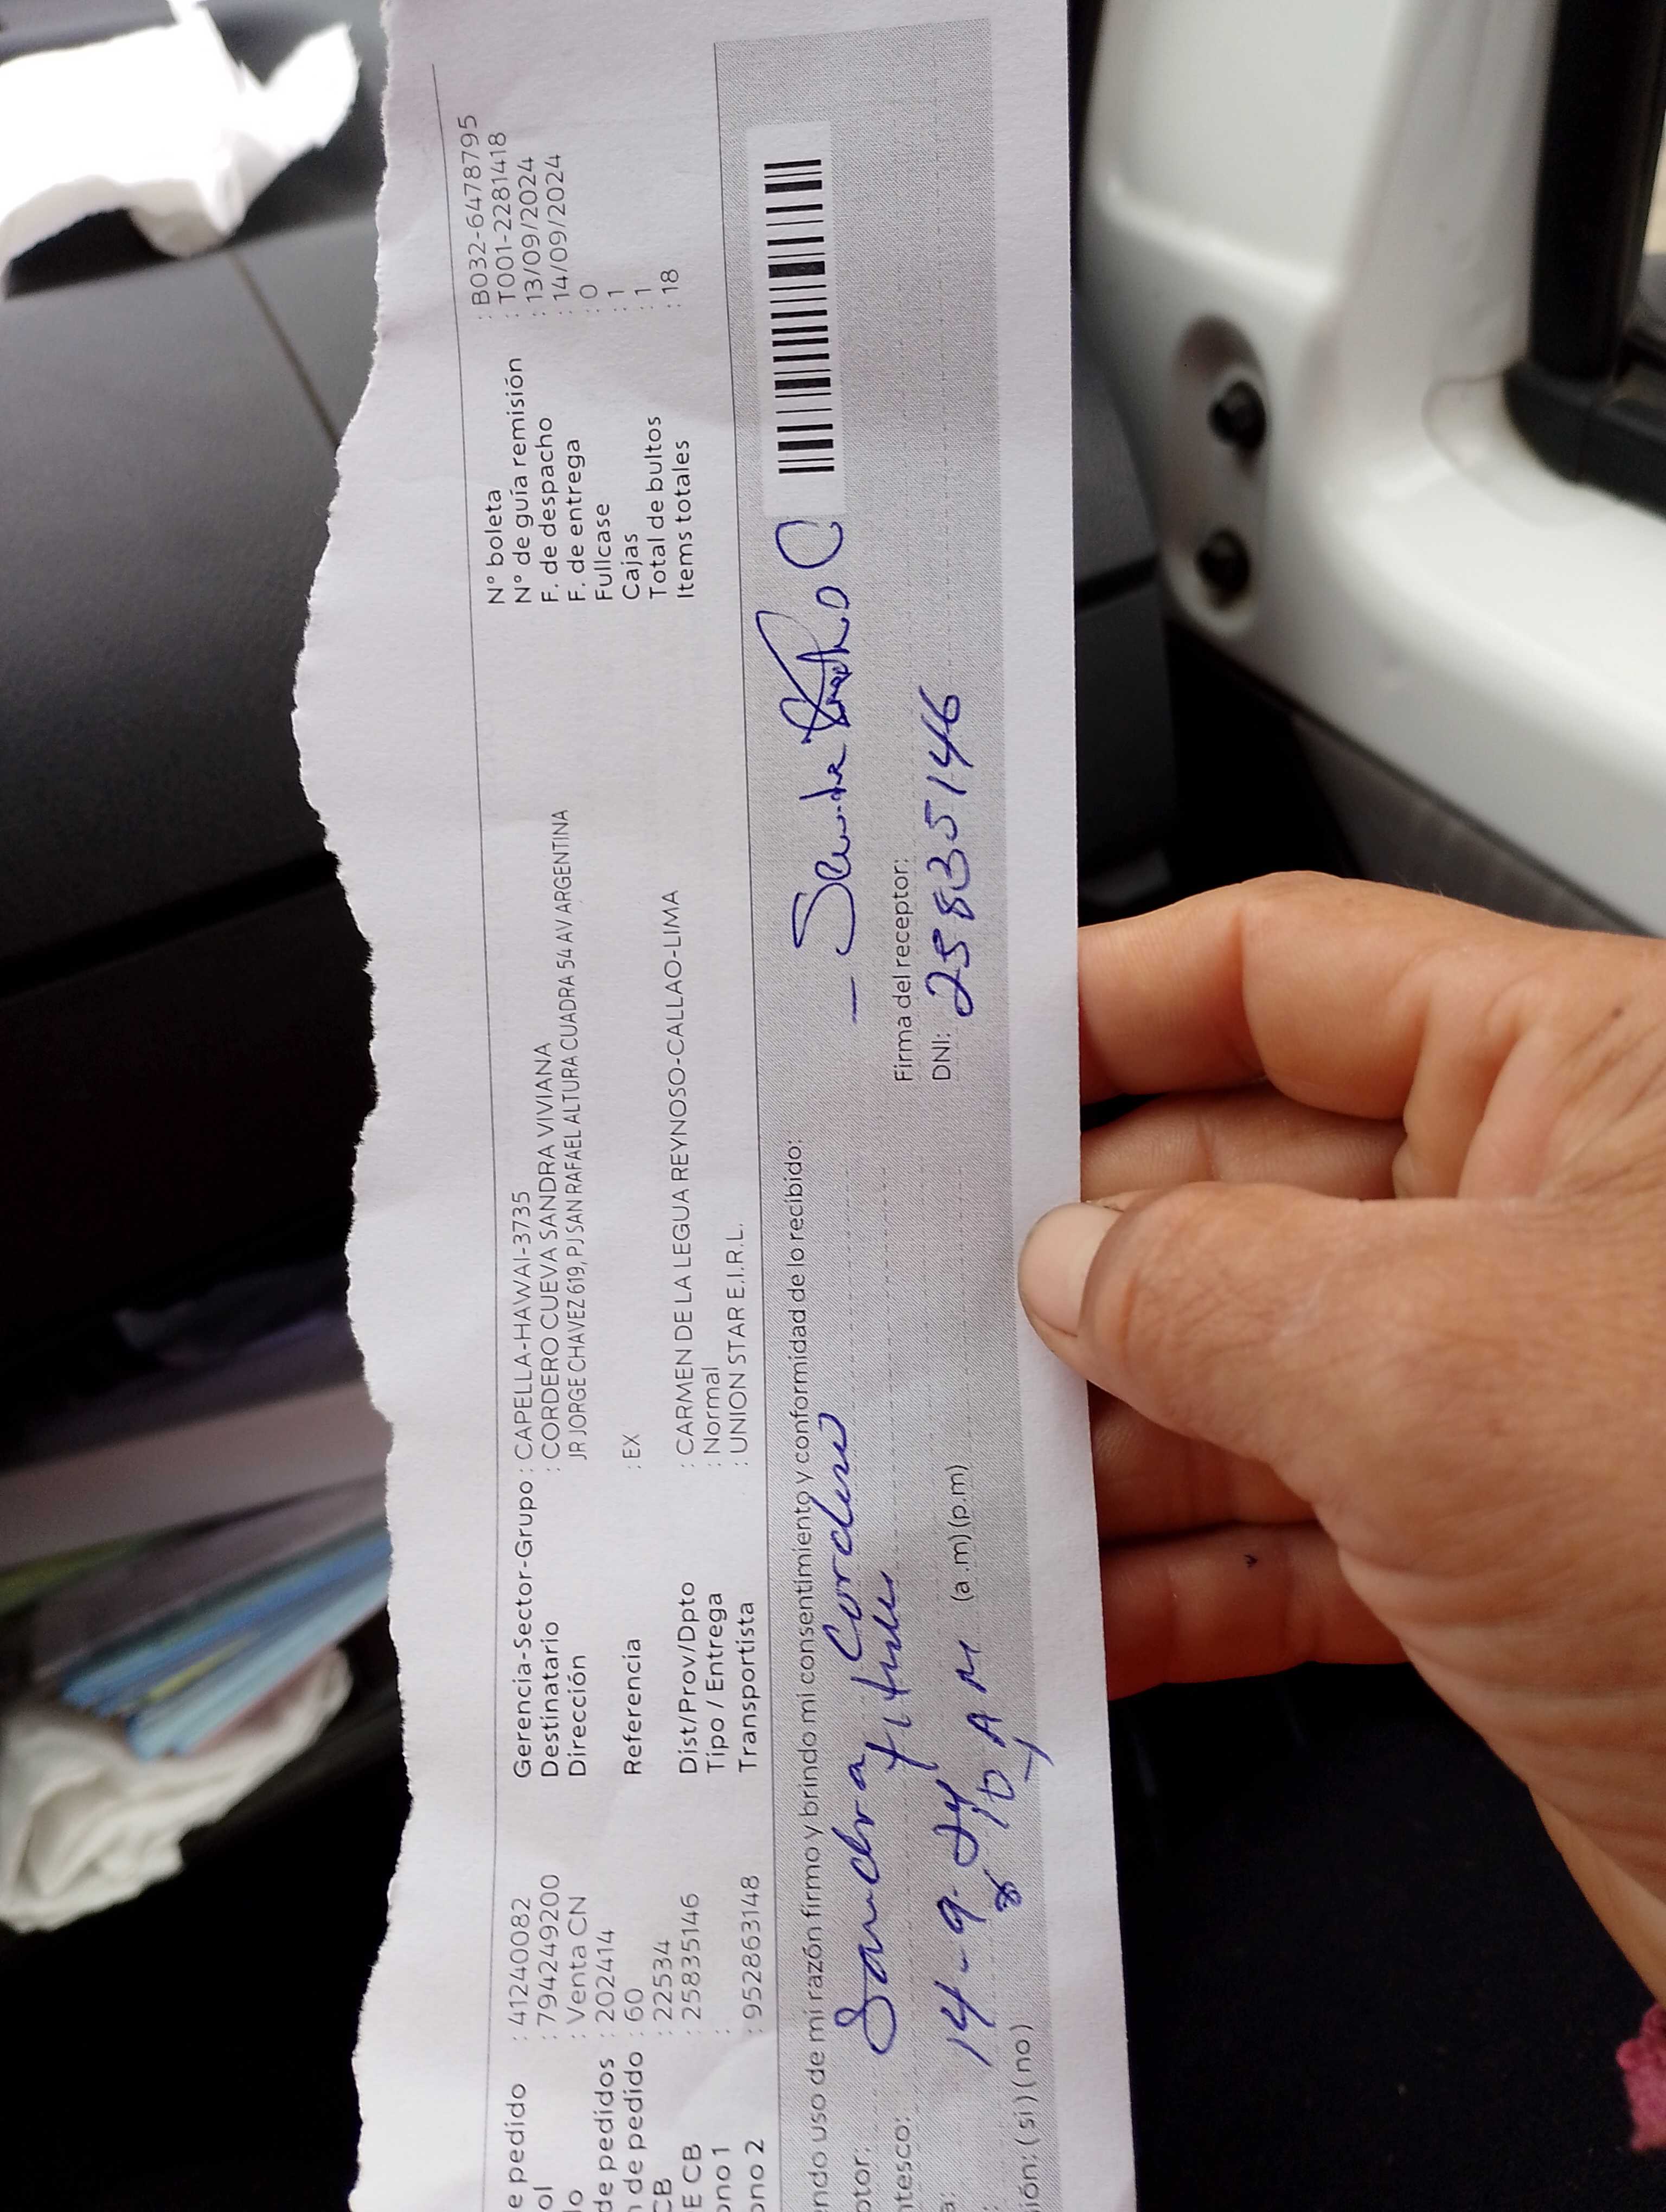 e pedido : 41240082
ol : 794249200
o : Venta CN
de pedidos : 202414
n de pedido : 60
CB : 22534
E CB : 25835146
ono 1 :
ono 2 : 952863148
Gerencia-Sector-Grupo : CAPELLA-HAWAI-3735
Destinatario : CORDERO CUEVA SANDRA VIVIANA
Dirección JR JORGE CHAVEZ 619, PJ SAN RAFAEL ALTURA CUADRA 54 AV ARGENTINA
Referencia : EX
Dist/Prov/Dpto : CARMEN DE LA LEGUA REYNOSO-CALLAO-LIMA
Tipo / Entrega : Normal
Transportista : UNION STAR E.I.R.L.
N° boleta : B032-6478795
N° de guía remisión : T001-2281418
F. de despacho : 13/09/2024
F. de entrega : 14/09/2024
Fullcase : 0
Cajas : 1
Total de bultos : 1
Items totales : 18
endo uso de mi razón firmo y brindo mi consentimiento y conformidad de lo recibido:
ptor: Sandra Cordero
ntesco:
a: 14-9-24
: 10 AM (a.m)(p.m)
ión: (si) (no)
Firma del receptor:
DNI: 25835146